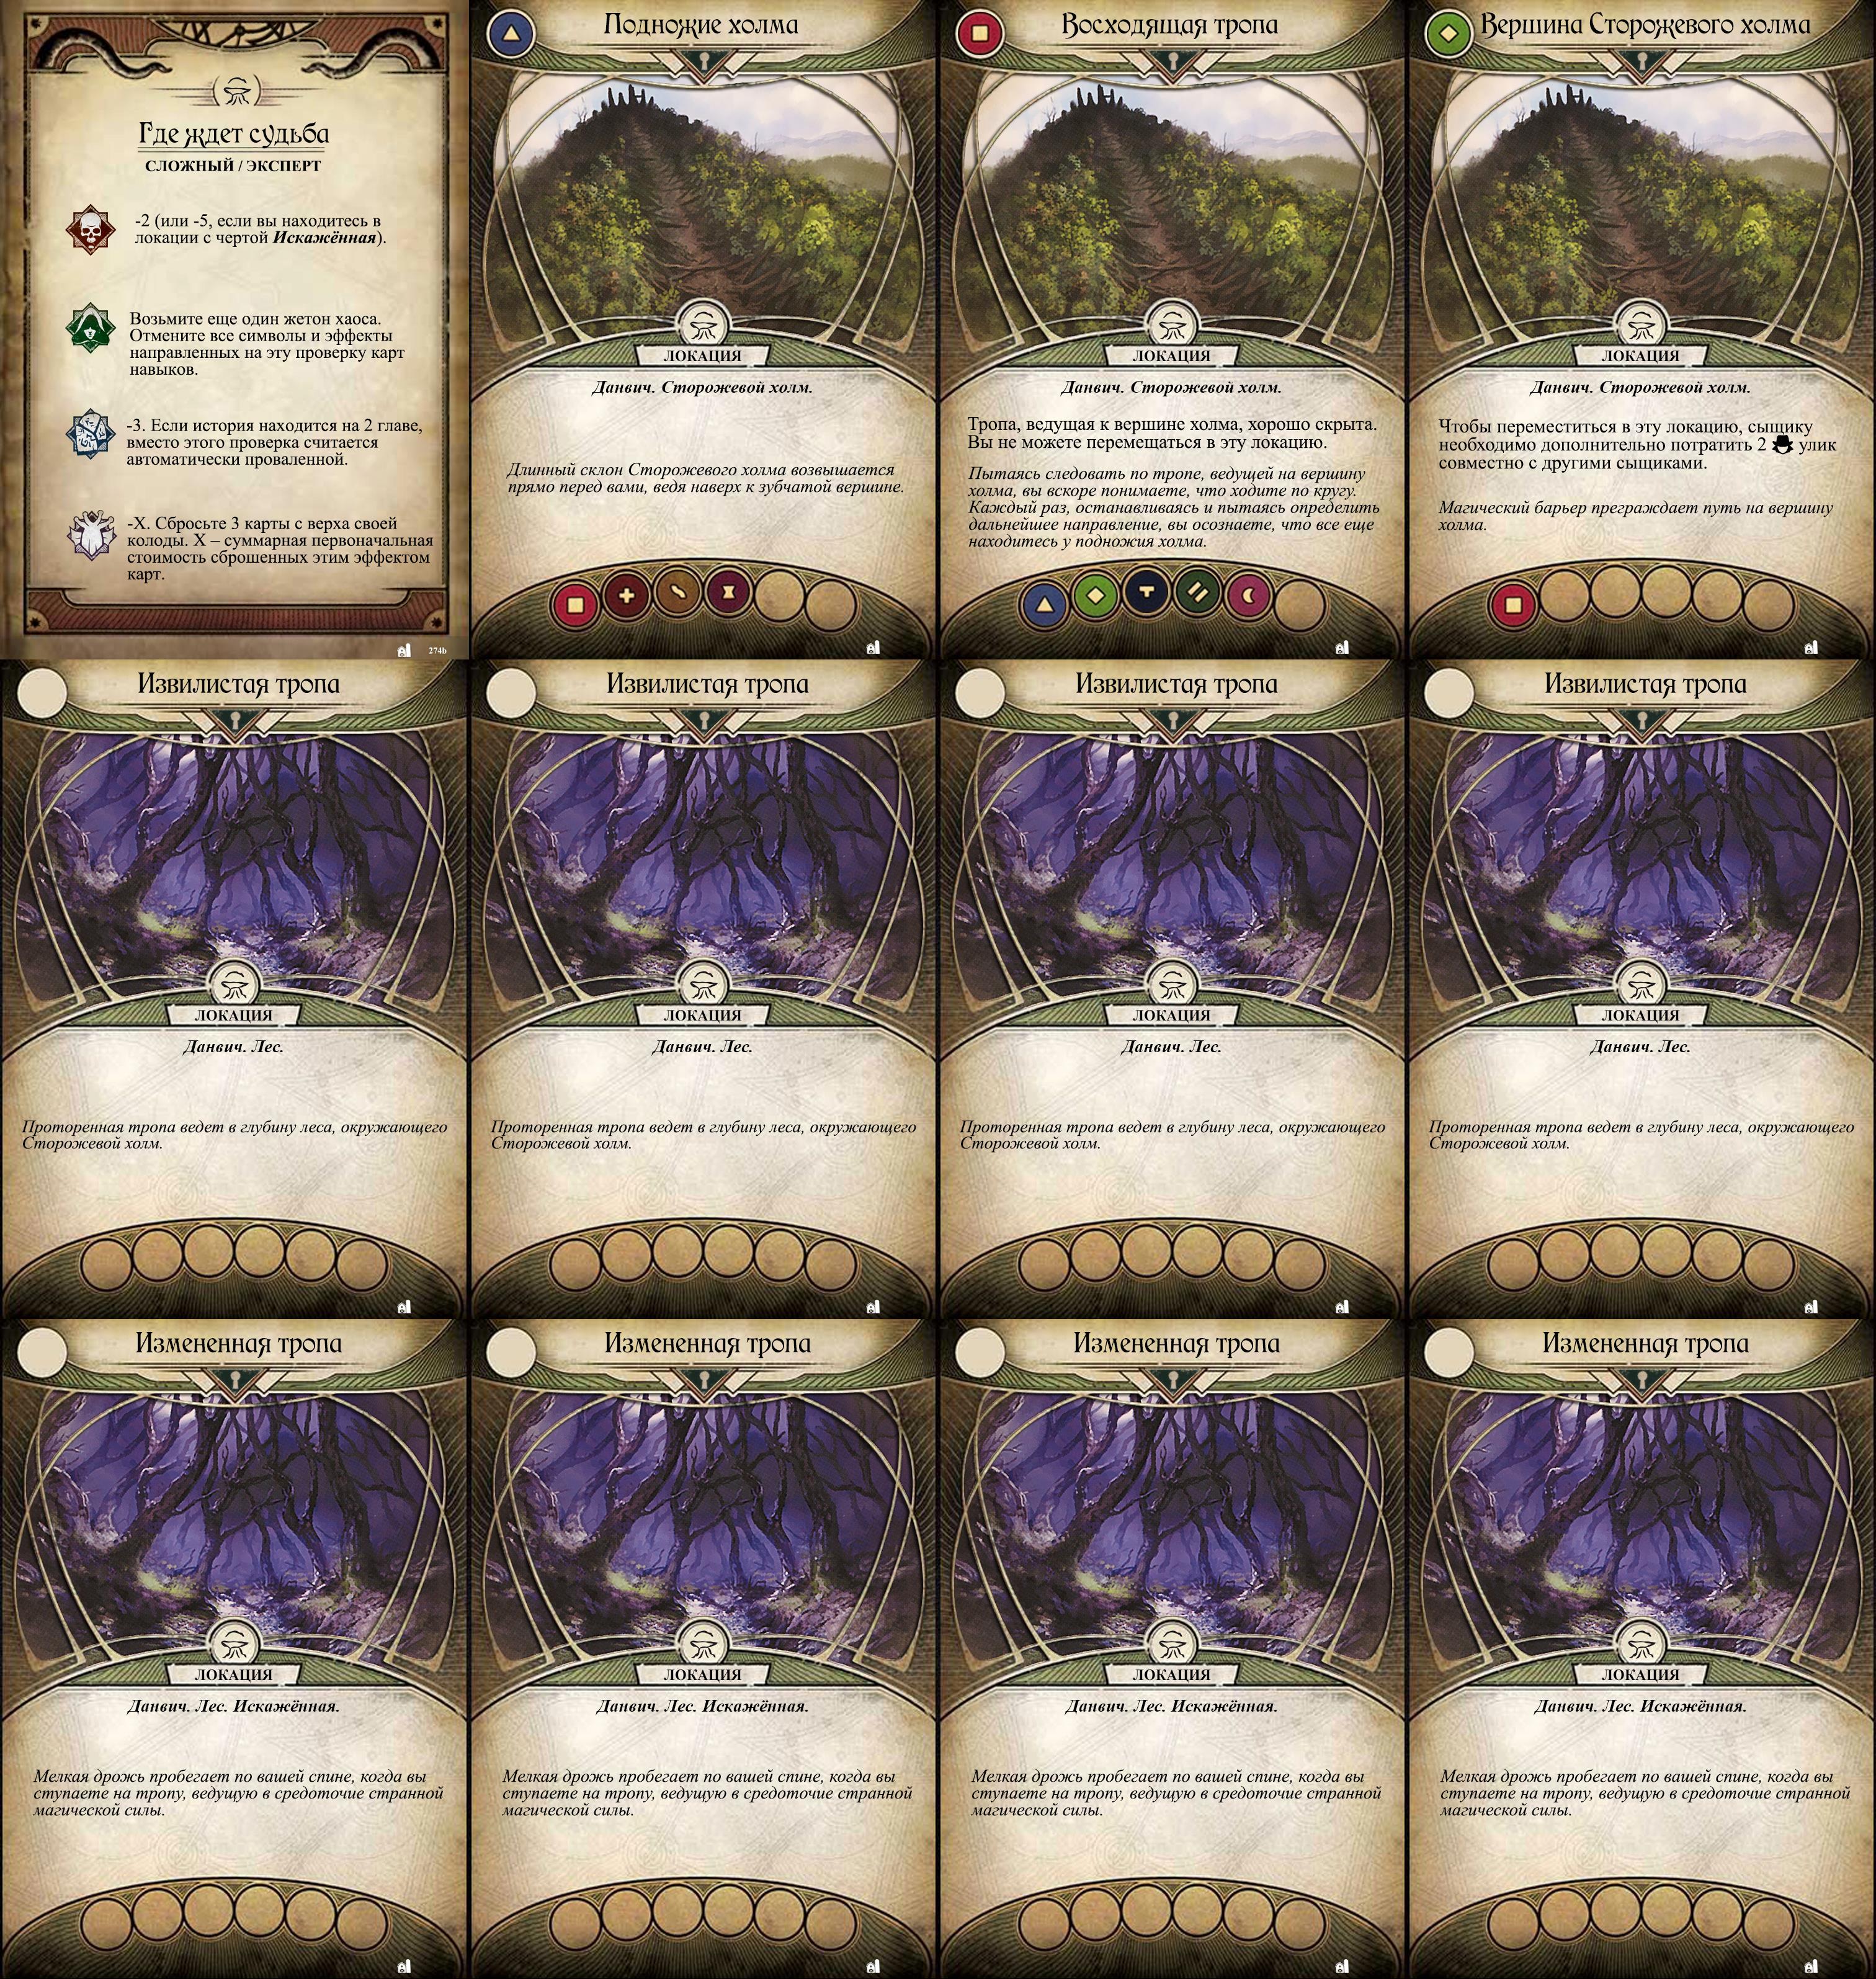 Где ждет судьба
СЛОЖНЫЙ / ЭКСПЕРТ
-2 (или -5, если вы находитесь в
локации с чертой Искажённая).
Возьмите еще один жетон хаоса.
Отмените все символы и эффекты
направленных на эту проверку карт
навыков.
-3. Если история находится на 2 главе,
вместо этого проверка считается
автоматически проваленной.
-X. Сбросьте 3 карты с верха своей
колоды. X – суммарная первоначальная
стоимость сброшенных этим эффектом
карт.
274b
Подножие холма
ЛОКАЦИЯ
Данвич. Сторожевой холм.
Длинный склон Сторожевого холма возвышается
прямо перед вами, ведя наверх к зубчатой вершине.
Восходящая тропа
ЛОКАЦИЯ
Данвич. Сторожевой холм.
Тропа, ведущая к вершине холма, хорошо скрыта.
Вы не можете перемещаться в эту локацию.
Пытаясь следовать по тропе, ведущей на вершину
холма, вы вскоре понимаете, что ходите по кругу.
Каждый раз, останавливаясь и пытаясь определить
дальнейшее направление, вы осознаете, что все еще
находитесь у подножия холма.
Вершина Сторожевого холма
ЛОКАЦИЯ
Данвич. Сторожевой холм.
Чтобы переместиться в эту локацию, сыщику
необходимо дополнительно потратить 2 улик
совместно с другими сыщиками.
Магический барьер преграждает путь на вершину
холма.
Извилистая тропа
ЛОКАЦИЯ
Данвич. Лес.
Проторенная тропа ведет в глубину леса, окружающего
Сторожевой холм.
Извилистая тропа
ЛОКАЦИЯ
Данвич. Лес.
Проторенная тропа ведет в глубину леса, окружающего
Сторожевой холм.
Извилистая тропа
ЛОКАЦИЯ
Данвич. Лес.
Проторенная тропа ведет в глубину леса, окружающего
Сторожевой холм.
Извилистая тропа
ЛОКАЦИЯ
Данвич. Лес.
Проторенная тропа ведет в глубину леса, окружающего
Сторожевой холм.
Измененная тропа
ЛОКАЦИЯ
Данвич. Лес. Искажённая.
Мелкая дрожь пробегает по вашей спине, когда вы
ступаете на тропу, ведущую в средоточие странной
магической силы.
Измененная тропа
ЛОКАЦИЯ
Данвич. Лес. Искажённая.
Мелкая дрожь пробегает по вашей спине, когда вы
ступаете на тропу, ведущую в средоточие странной
магической силы.
Измененная тропа
ЛОКАЦИЯ
Данвич. Лес. Искажённая.
Мелкая дрожь пробегает по вашей спине, когда вы
ступаете на тропу, ведущую в средоточие странной
магической силы.
Измененная тропа
ЛОКАЦИЯ
Данвич. Лес. Искажённая.
Мелкая дрожь пробегает по вашей спине, когда вы
ступаете на тропу, ведущую в средоточие странной
магической силы.